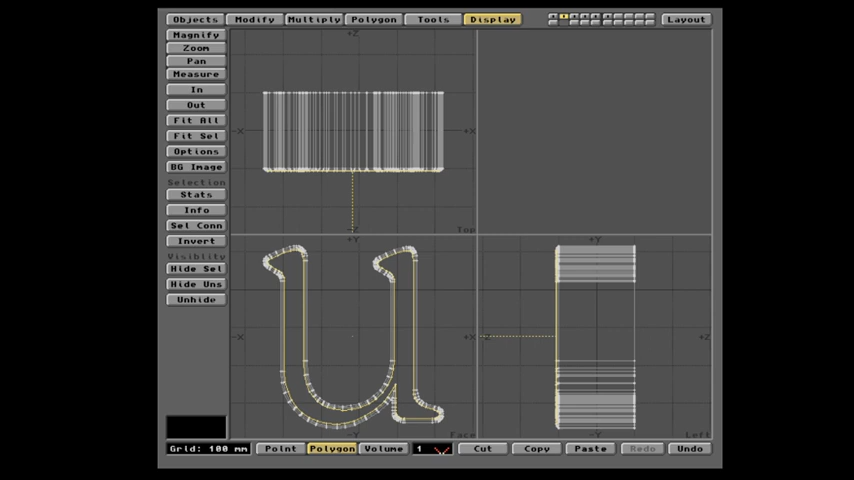 Objects Modify Multiply Polygon Tools Display Layout
Magnify
Zoom
Pan
Measure
In
Out
Fit All
Fit Sel
Options
BG Image
Selection
Stats
Info
Sel Conn
Invert
Visiblity
Hide Sel
Hide Uns
Unhide
+Z
-X +X
Top
+Y +Y
+X -Z +Z
-Y Face -Y Left
Grid: 100 mm Point Polygon Volume 1 Cut Copy Paste Redo Undo